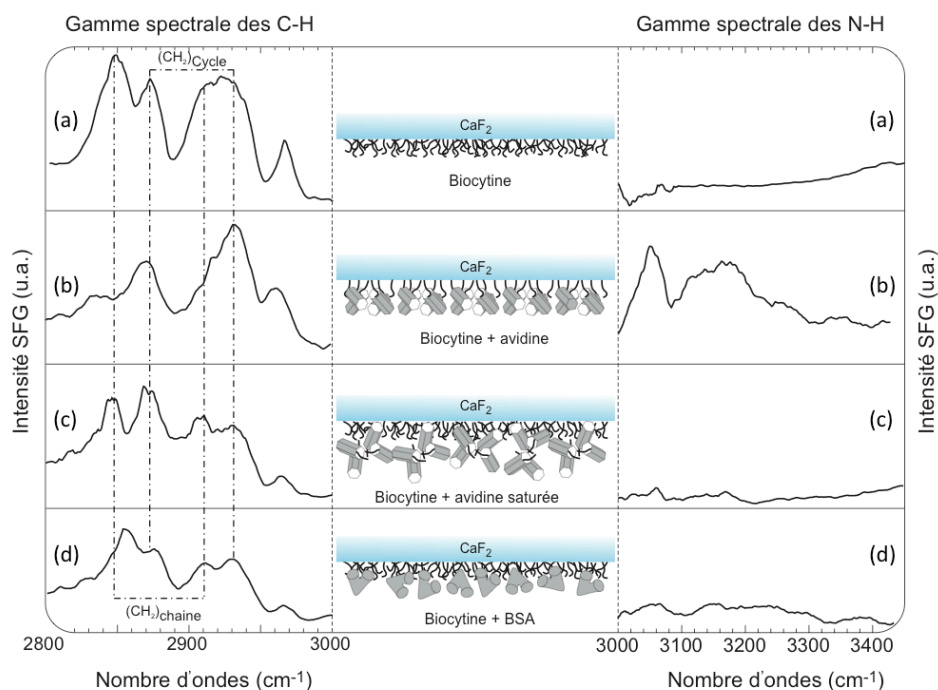 Gamme spectrale des C-H
Gamme spectrale des N-H
(CH2)Cycle
(a)
CaF2
Biocytine
(a)
Intensité SFG (u.a.)
(b)
CaF2
Biocytine + avidine
(b)
Intensité SFG (u.a.)
(c)
CaF2
Biocytine + avidine saturée
(c)
(d)
CaF2
Biocytine + BSA
(d)
(CH2)chaine
2800 2900 3000
3000 3100 3200 3300 3400
Nombre d'ondes (cm-1)
Nombre d'ondes (cm-1)